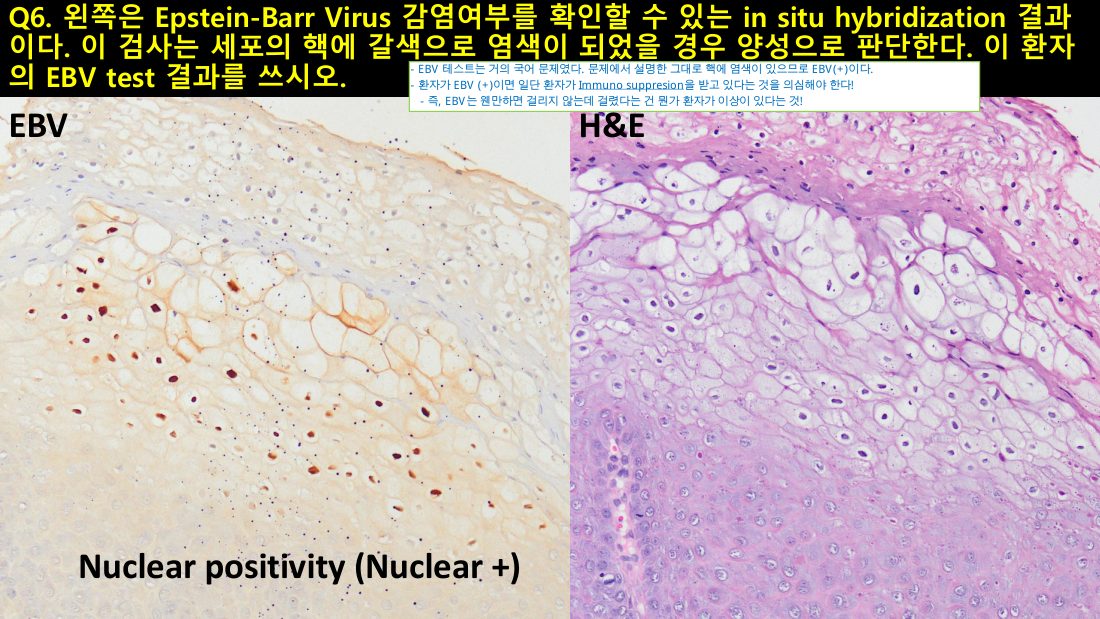 Q6. 왼쪽은 Epstein-Barr Virus 감염여부를 확인할 수 있는 in situ hybridization 결과
이다. 이 검사는 세포의 핵에 갈색으로 염색이 되었을 경우 양성으로 판단한다. 이 환자
의 EBV test 결과를 쓰시오.
- EBV 테스트는 거의 국어 문제였다. 문제에서 설명한 그대로 핵에 염색이 있으므로 EBV(+)이다.
- 환자가 EBV (+)이면 일단 환자가 Immuno suppresion을 받고 있다는 것을 의심해야 한다!
- 즉, EBV는 웬만하면 걸리지 않는데 걸렸다는 건 뭔가 환자가 이상이 있다는 것!
EBV
H&E
Nuclear positivity (Nuclear +)